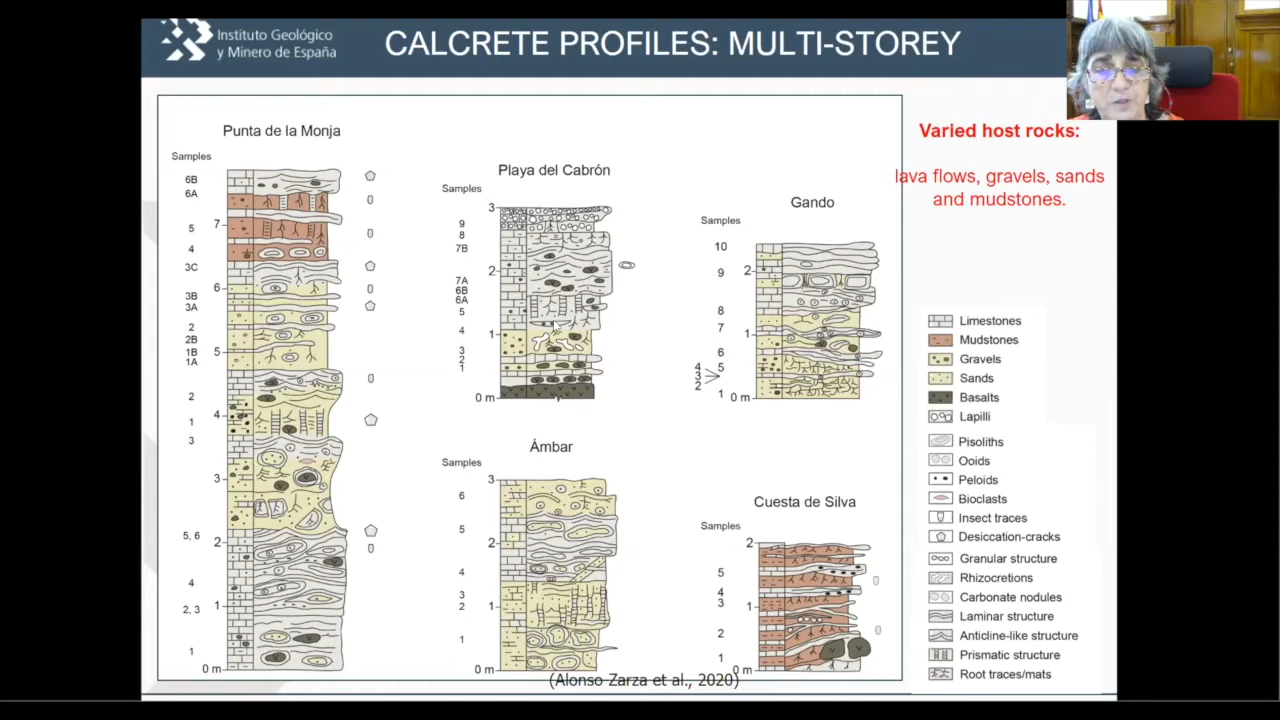 Instituto Geológico
y Minero de España
CALCRETE PROFILES: MULTI-STOREY
Varied host rocks:
lava flows, gravels, sands
and mudstones.
Punta de la Monja
Samples
6B
6A
7
5
4
3C
6
3B
3A
2
2B
1B
1A
5
2
4
1
3
3
5, 6
2
4
2, 3
1
1
0 m
Playa del Cabrón
Samples
3
9
8
7B
2
7A
6B
6A
5
4
1
3
2
1
0 m
Gando
Samples
10
9
2
8
7
1
6
4
5
3
2
1
0 m
Ámbar
Samples
3
6
5
2
4
3
2
1
1
0 m
Cuesta de Silva
Samples
2
5
4
3
1
2
1
0 m
Limestones
Mudstones
Gravels
Sands
Basalts
Lapilli
Pisoliths
Ooids
Peloids
Bioclasts
Insect traces
Desiccation-cracks
Granular structure
Rhizocretions
Carbonate nodules
Laminar structure
Anticline-like structure
Prismatic structure
Root traces/mats
(Alonso Zarza et al., 2020)